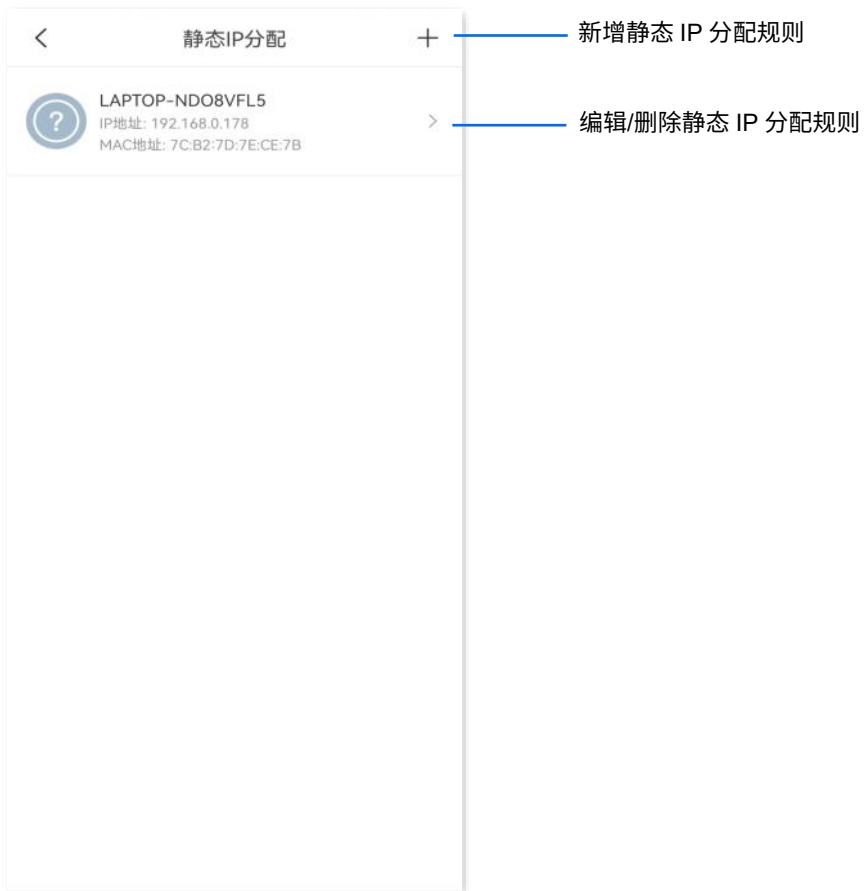 静态IP分配
新增静态 IP 分配规则
?
LAPTOP-NDO8VFL5
IP地址: 192.168.0.178
MAC地址: 7C:B2:7D:7E:CE:7B
编辑/删除静态 IP 分配规则